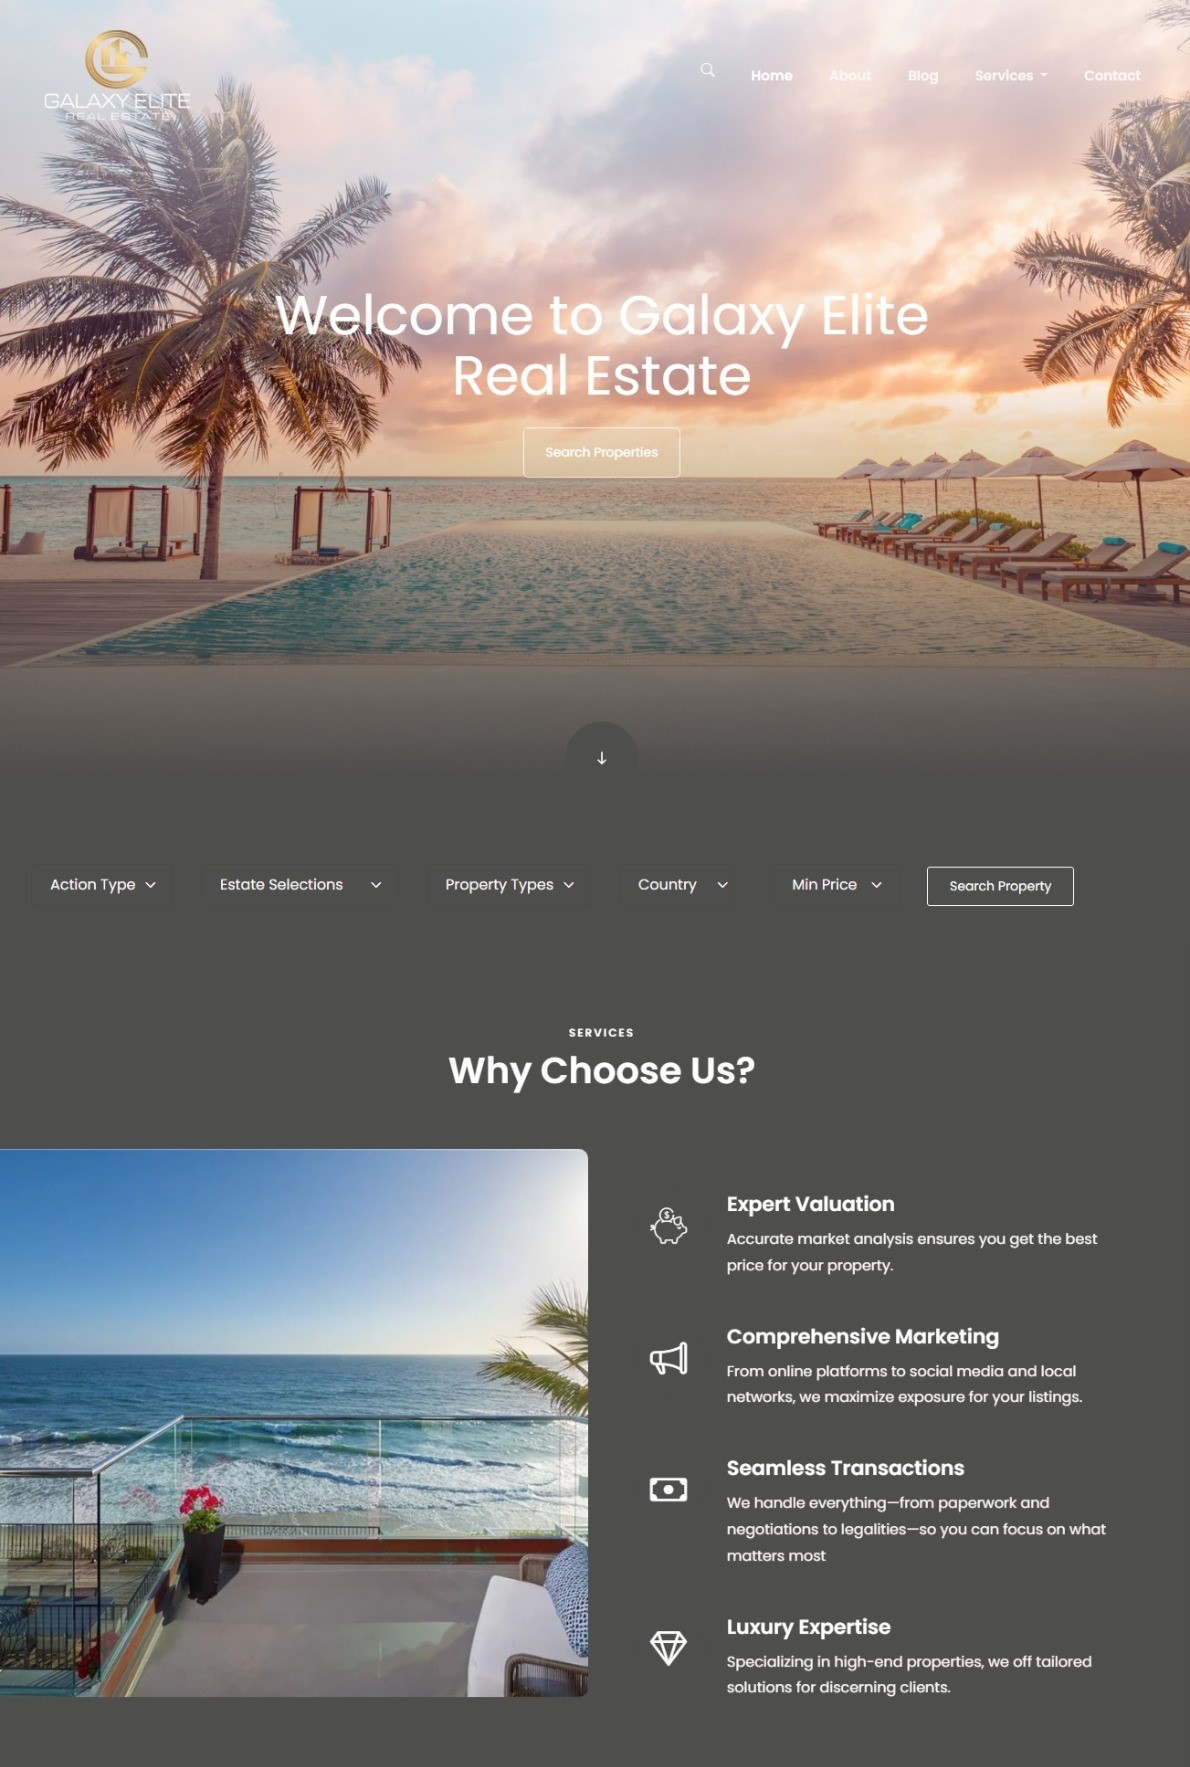 GALAXY ELITE
REAL ESTATE
Home About Blog Services Contact
Welcome to Galaxy Elite
Real Estate
Search Properties
Action Type Estate Selections Property Types Country Min Price Search Property
SERVICES
Why Choose Us?
Expert Valuation
Accurate market analysis ensures you get the best
price for your property.
Comprehensive Marketing
From online platforms to social media and local
networks, we maximize exposure for your listings.
Seamless Transactions
We handle everything—from paperwork and
negotiations to legalities—so you can focus on what
matters most
Luxury Expertise
Specializing in high-end properties, we off tailored
solutions for discerning clients.